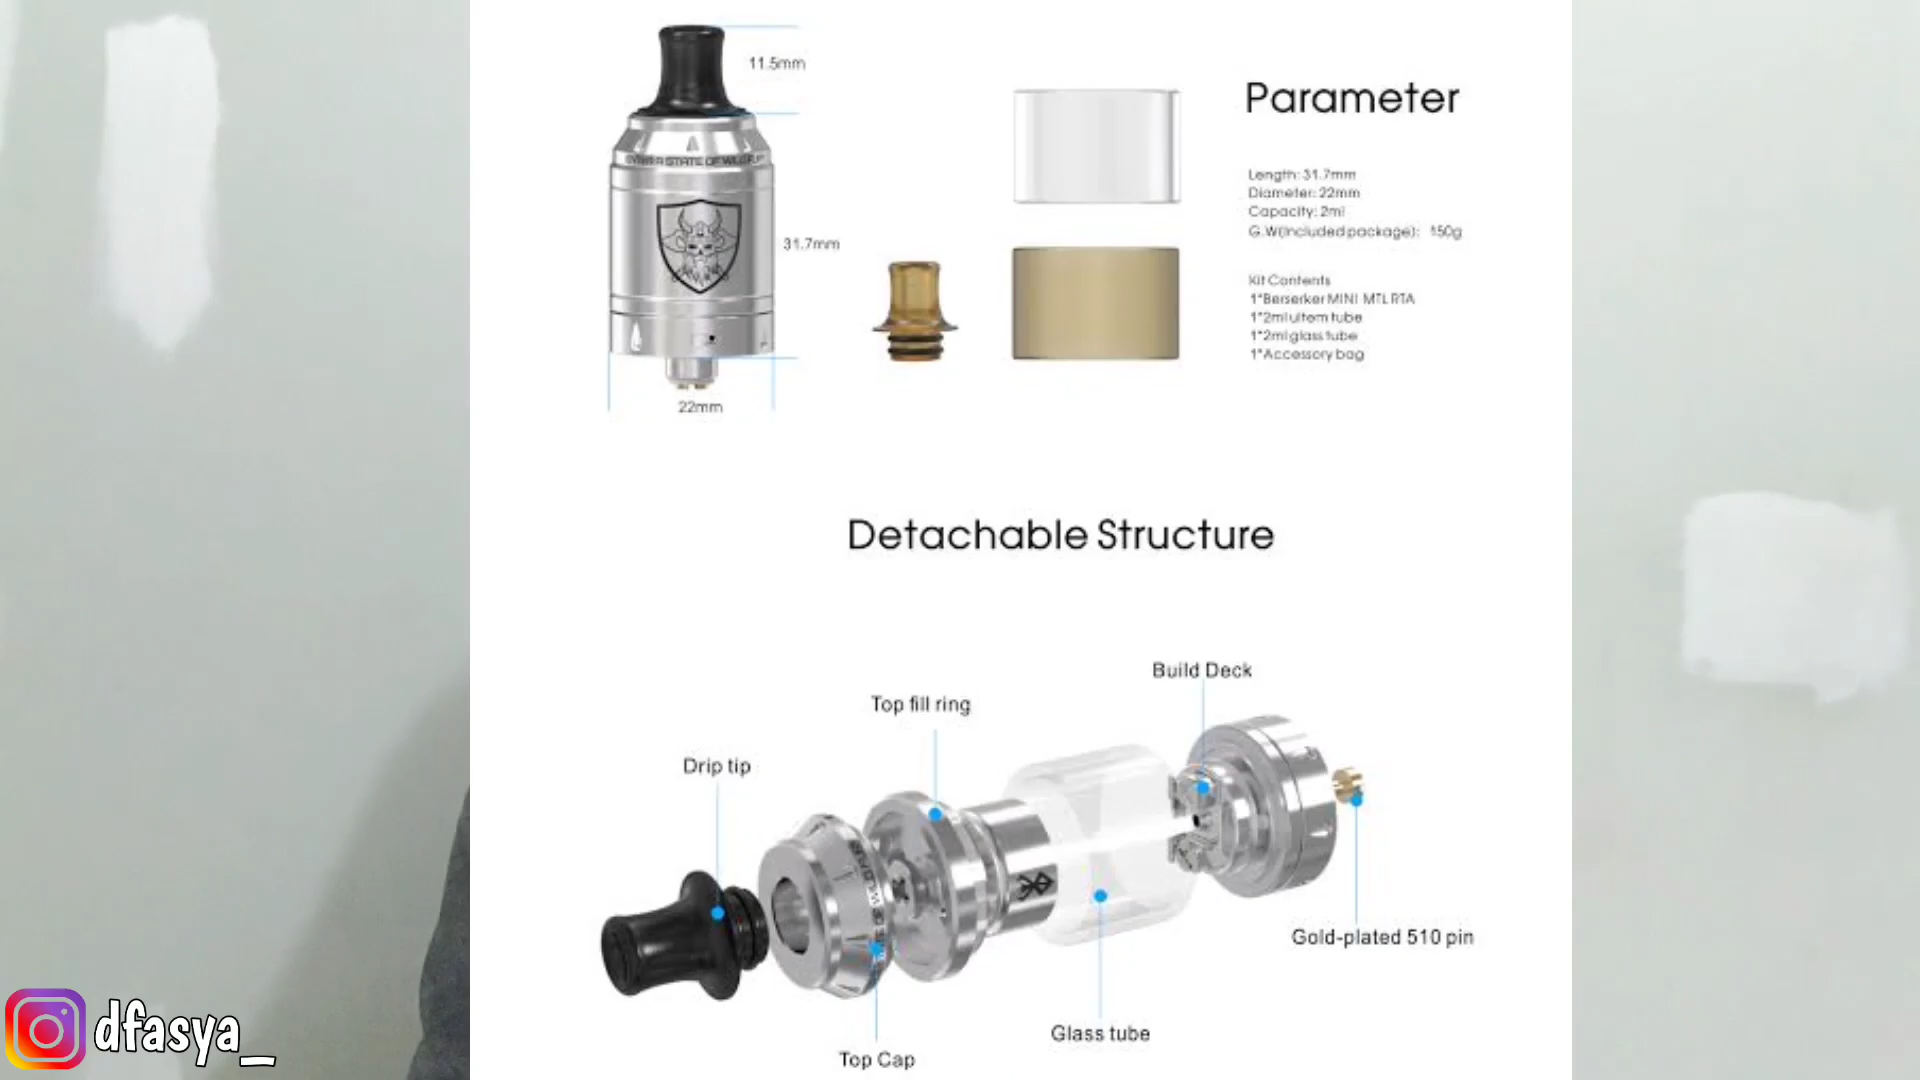 11.5mm
31.7mm
22mm
Parameter
Length: 31.7mm
Diameter: 22mm
Capacity: 2ml
G.W(Included package): 150g
Kit Contents
1*Berserker MINI MTL RTA
1*2ml ultem tube
1*2ml glass tube
1*Accessory bag
Detachable Structure
Build Deck
Top fill ring
Drip tip
Gold-plated 510 pin
Glass tube
Top Cap
dfasya_